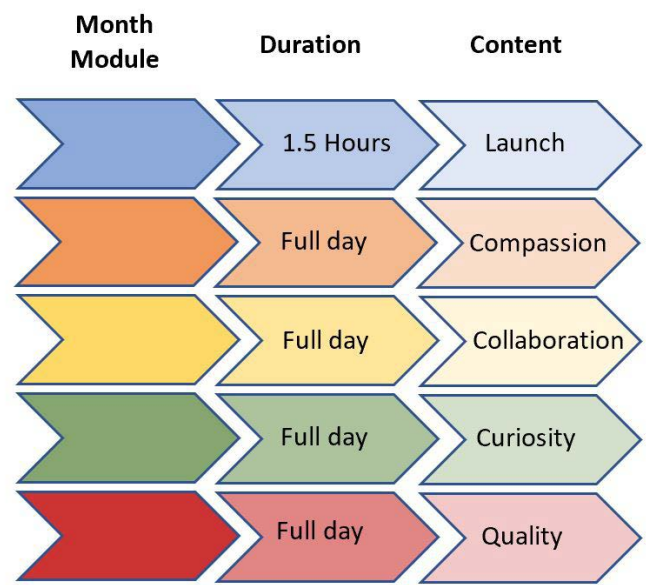 Month Module
Duration
Content
1.5 Hours
Launch
Full day
Compassion
Full day
Collaboration
Full day
Curiosity
Full day
Quality